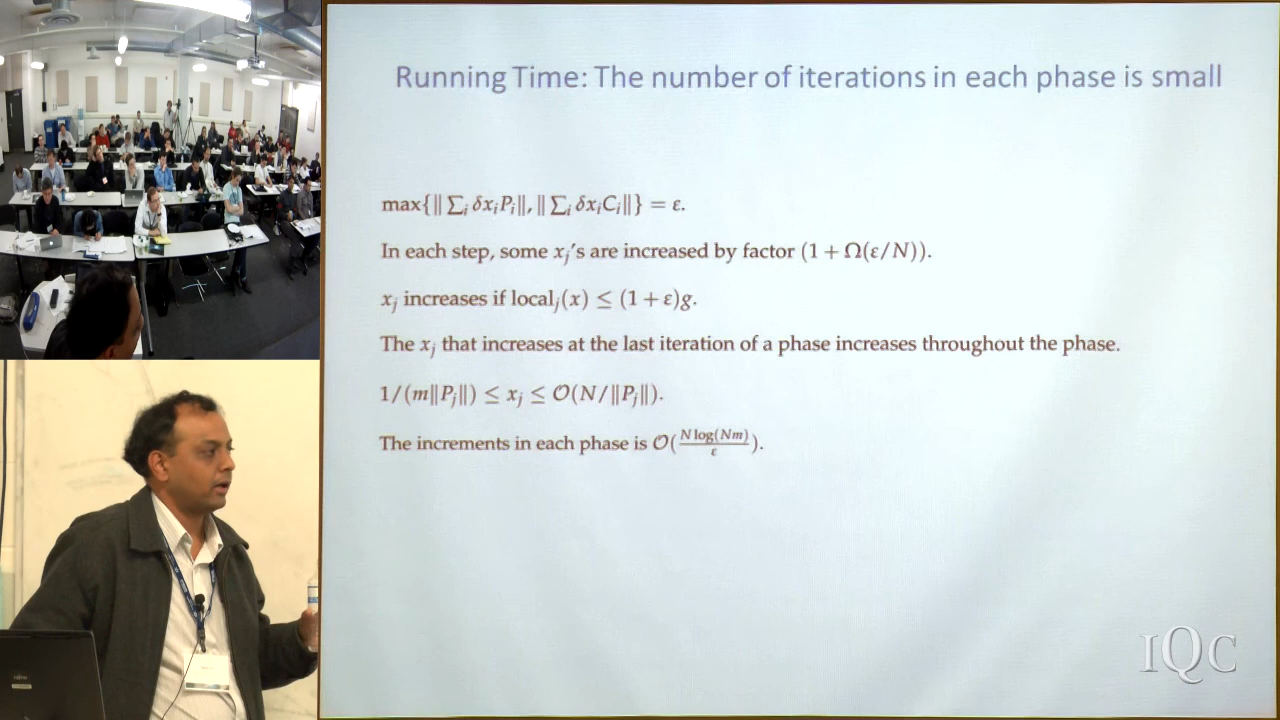 Running Time: The number of iterations in each phase is small
max{‖ ∑ᵢ δxᵢPᵢ‖, ‖ ∑ᵢ δxᵢCᵢ‖} = ε.
In each step, some xⱼ's are increased by factor (1 + Ω(ε/N)).
xⱼ increases if localⱼ(x) ≤ (1 + ε)g.
The xⱼ that increases at the last iteration of a phase increases throughout the phase.
1/(m‖Pⱼ‖) ≤ xⱼ ≤ O(N/‖Pⱼ‖).
The increments in each phase is O(N log(Nm)/ε).
IQC